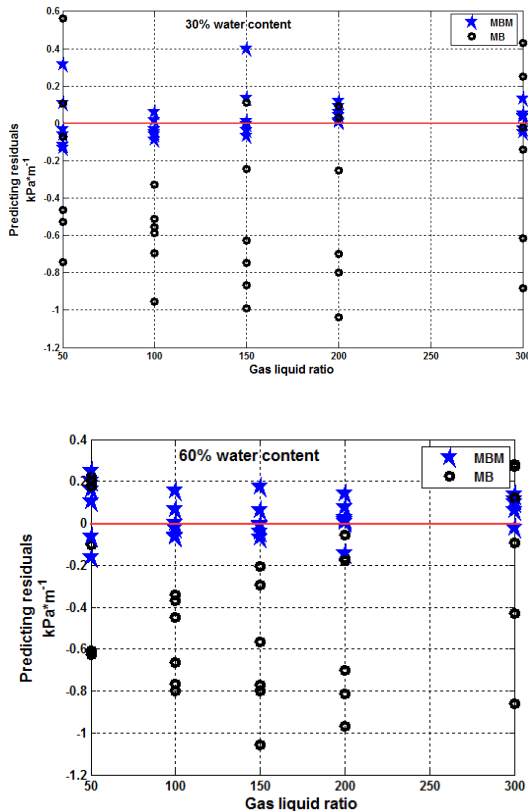 30% water content
MBM
MB
0.6
0.4
0.2
0
-0.2
-0.4
-0.6
-0.8
-1
-1.2
Predicting residuals
kPa*m-1
50
100
150
200
250
300
Gas liquid ratio
60% water content
MBM
MB
0.4
0.2
0
-0.2
-0.4
-0.6
-0.8
-1
-1.2
Predicting residuals
kPa*m-1
50
100
150
200
250
300
Gas liquid ratio